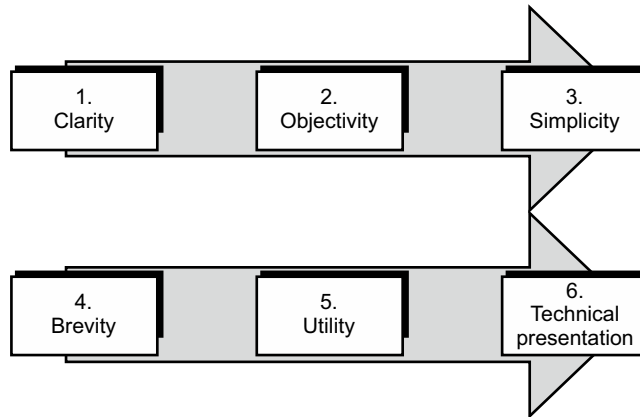 1.
Clarity
2.
Objectivity
3.
Simplicity
4.
Brevity
5.
Utility
6.
Technical
presentation